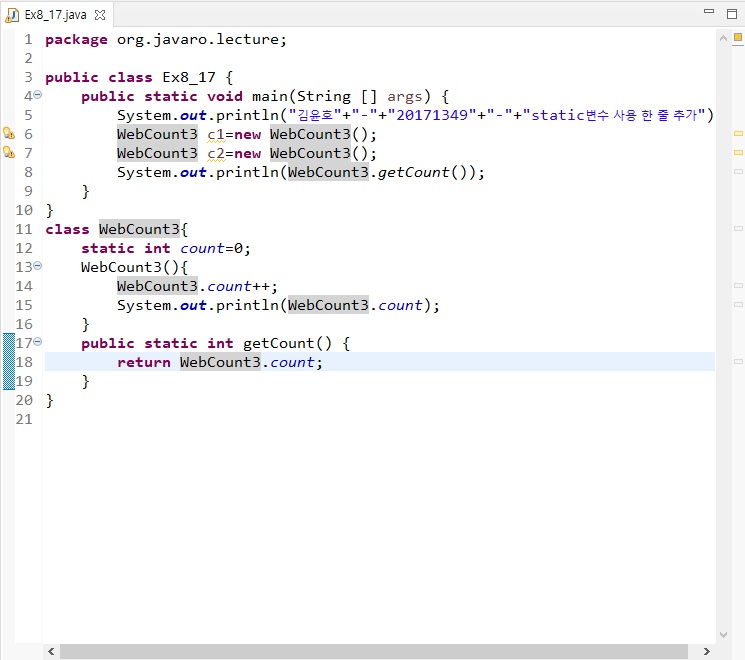 Ex8_17.java
1 package org.javaro.lecture;
2
3 public class Ex8_17 {
4 public static void main(String [] args) {
5 System.out.println("김윤호"+"-"+"20171349"+"-"+"static변수 사용 한 줄 추가")
6 WebCount3 c1=new WebCount3();
7 WebCount3 c2=new WebCount3();
8 System.out.println(WebCount3.getCount());
9 }
10 }
11 class WebCount3{
12 static int count=0;
13 WebCount3(){
14 WebCount3.count++;
15 System.out.println(WebCount3.count);
16 }
17 public static int getCount() {
18 return WebCount3.count;
19 }
20 }
21